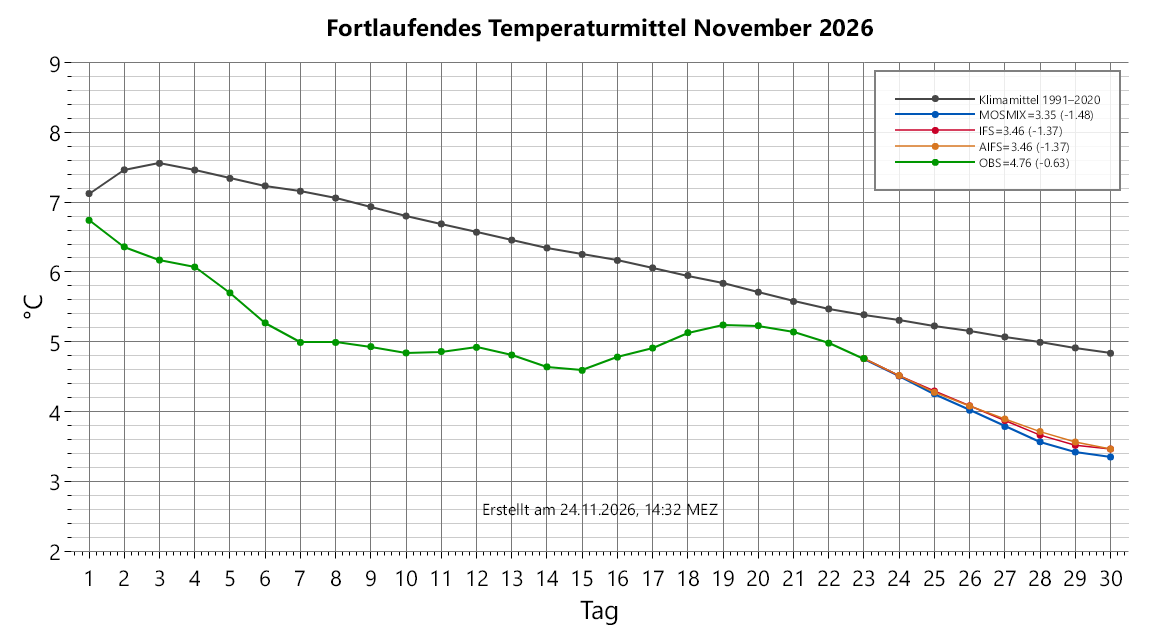 Fortlaufendes Temperaturmittel November 2026
9
8
7
6
5
4
3
2
°C
Klimamittel 1991–2020
MOSMIX=3.35 (-1.48)
IFS=3.46 (-1.37)
AIFS=3.46 (-1.37)
OBS=4.76 (-0.63)
Erstellt am 24.11.2026, 14:32 MEZ
1 2 3 4 5 6 7 8 9 10 11 12 13 14 15 16 17 18 19 20 21 22 23 24 25 26 27 28 29 30
Tag